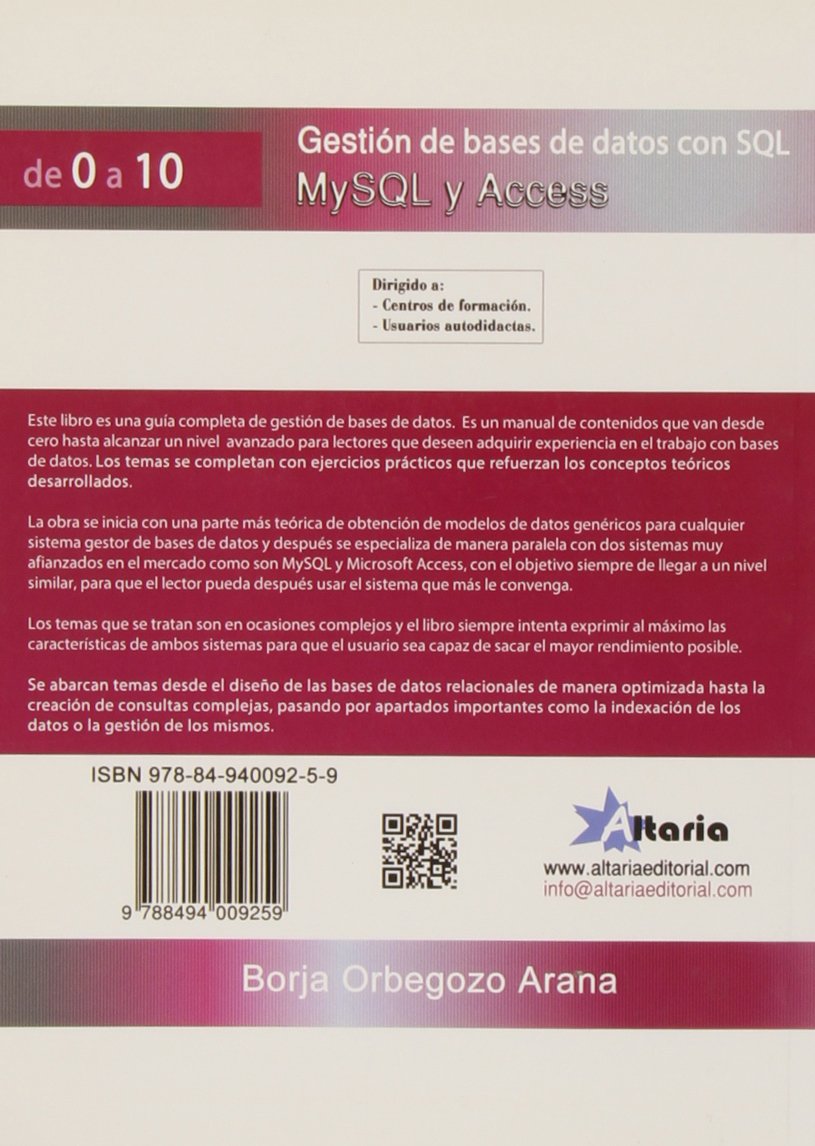 de 0 a 10
Gestión de bases de datos con SQL
MySQL y Access
Dirigido a:
- Centros de formación.
- Usuarios autodidactas.
Este libro es una guía completa de gestión de bases de datos. Es un manual de contenidos que van desde
cero hasta alcanzar un nivel avanzado para lectores que deseen adquirir experiencia en el trabajo con bases
de datos. Los temas se completan con ejercicios prácticos que refuerzan los conceptos teóricos
desarrollados.
La obra se inicia con una parte más teórica de obtención de modelos de datos genéricos para cualquier
sistema gestor de bases de datos y después se especializa de manera paralela con dos sistemas muy
afianzados en el mercado como son MySQL y Microsoft Access, con el objetivo siempre de llegar a un nivel
similar, para que el lector pueda después usar el sistema que más le convenga.
Los temas que se tratan son en ocasiones complejos y el libro siempre intenta exprimir al máximo las
características de ambos sistemas para que el usuario sea capaz de sacar el mayor rendimiento posible.
Se abarcan temas desde el diseño de las bases de datos relacionales de manera optimizada hasta la
creación de consultas complejas, pasando por apartados importantes como la indexación de los
datos o la gestión de los mismos.
ISBN 978-84-940092-5-9
9 788494 009259
Altaria
www.altariaeditorial.com
info@altariaeditorial.com
Borja Orbegozo Arana